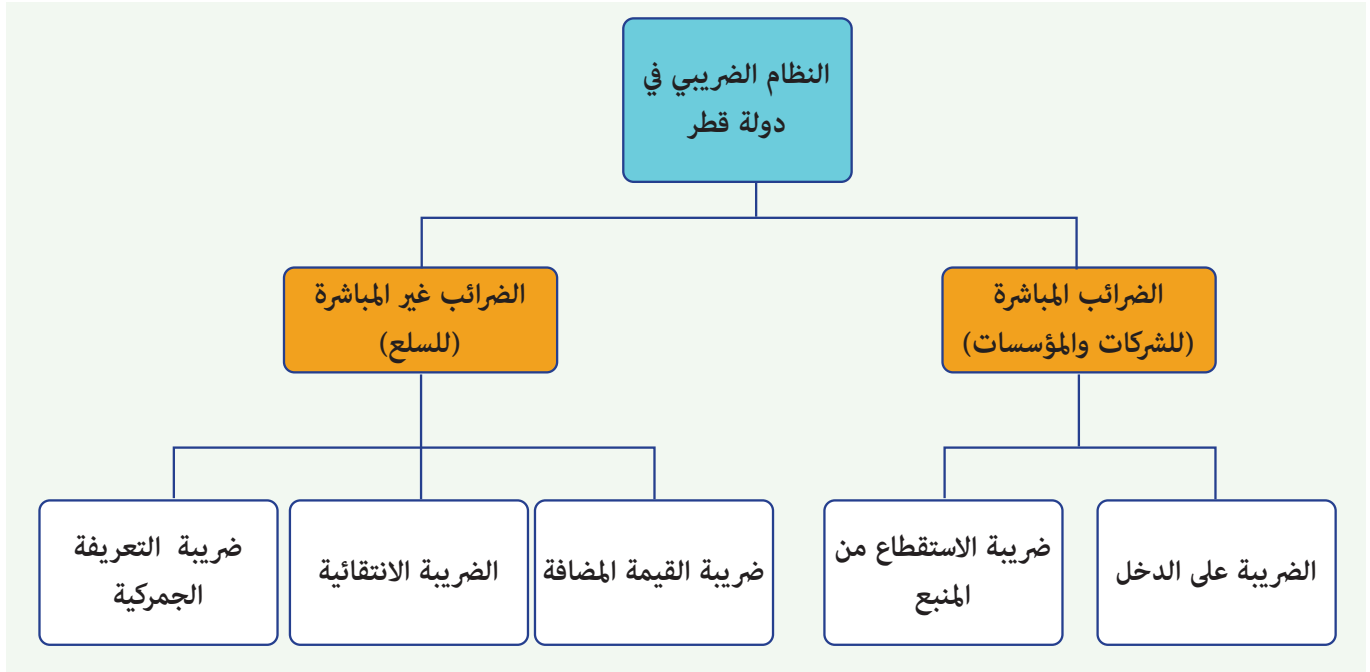 النظام الضريبي في
دولة قطر
الضرائب المباشرة
(للشركات والمؤسسات)
الضرائب غير المباشرة
(للسلع)
الضريبة على الدخل
ضريبة الاستقطاع من
المنبع
ضريبة القيمة المضافة
الضريبة الانتقائية
ضريبة التعريفة
الجمركية